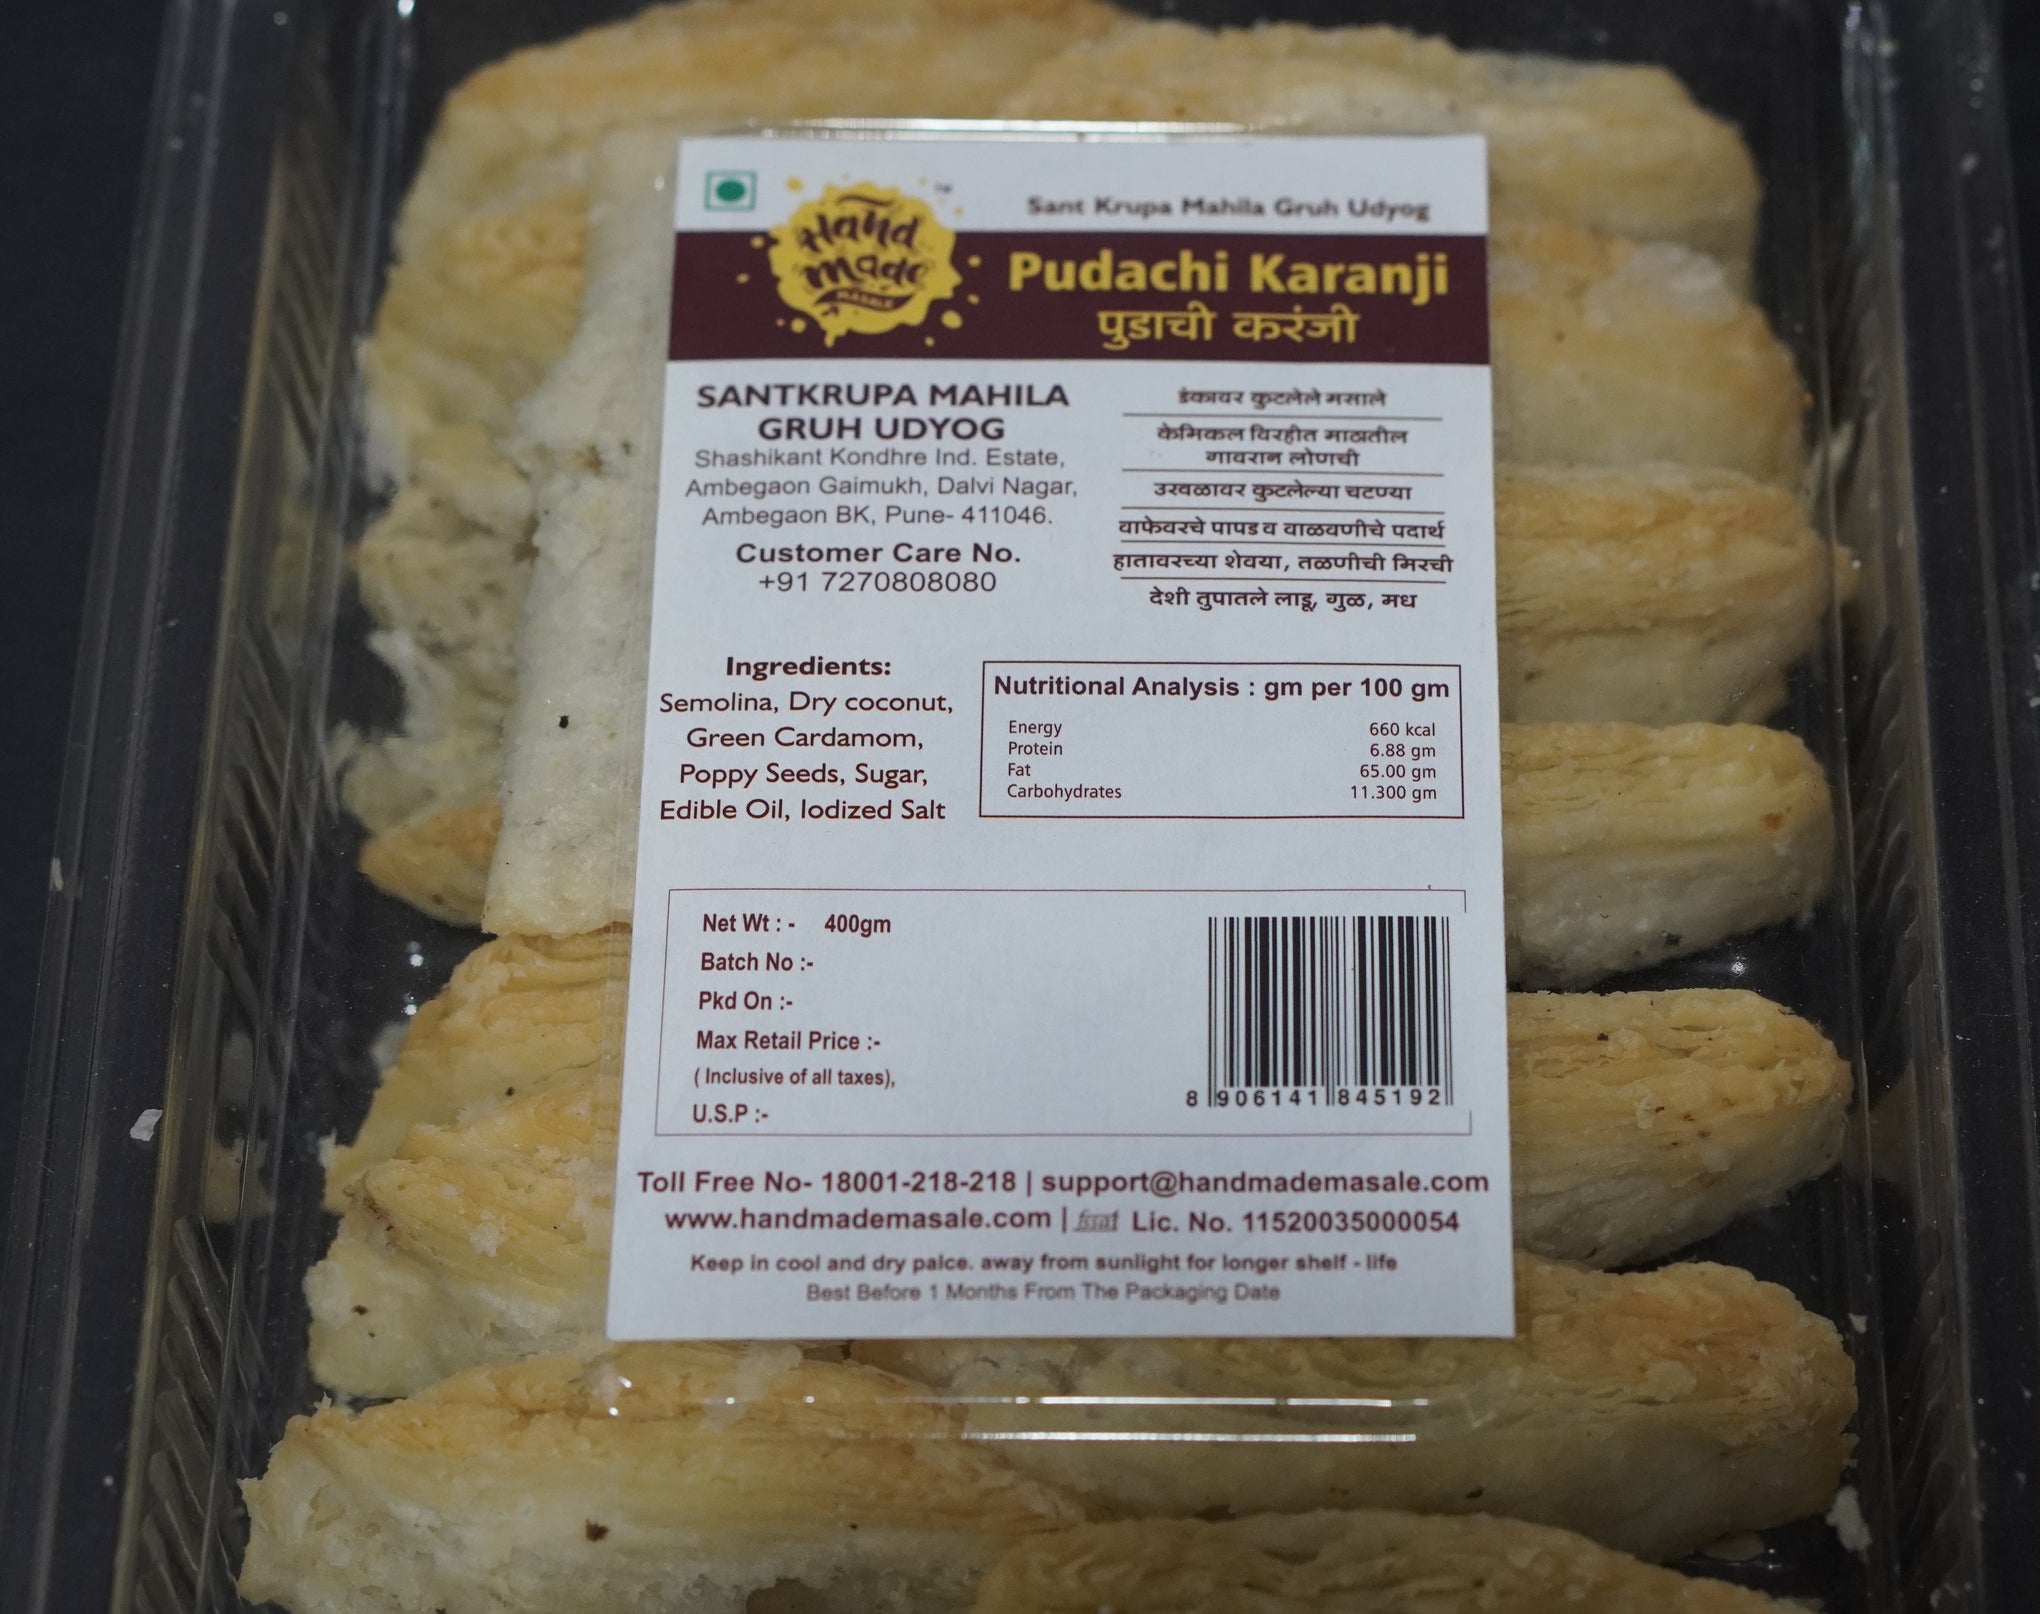 Hand
Made
MASALE
TM
Sant Krupa Mahila Gruh Udyog
Pudachi Karanji
पुडाची करंजी
SANTKRUPA MAHILA
GRUH UDYOG
Shashikant Kondhre Ind. Estate,
Ambegaon Gaimukh, Dalvi Nagar,
Ambegaon BK, Pune- 411046.
Customer Care No.
+91 7270808080
डंकावर कुटलेले मसाले
केमिकल विरहीत माठातील
गावरान लोणची
उखळावर कुटलेल्या चटण्या
वाफेवरचे पापड व वाळवणीचे पदार्थ
हातावरच्या शेवया, तळणीची मिरची
देशी तुपातले लाडू, गुळ, मध
Ingredients:
Semolina, Dry coconut,
Green Cardamom,
Poppy Seeds, Sugar,
Edible Oil, Iodized Salt
Nutritional Analysis : gm per 100 gm
Energy 660 kcal
Protein 6.88 gm
Fat 65.00 gm
Carbohydrates 11.300 gm
Net Wt : - 400gm
Batch No :-
Pkd On :-
Max Retail Price :-
( Inclusive of all taxes),
U.S.P :-
8 906141 845192
Toll Free No- 18001-218-218 | support@handmademasale.com
www.handmademasale.com | fssai Lic. No. 11520035000054
Keep in cool and dry palce. away from sunlight for longer shelf - life
Best Before 1 Months From The Packaging Date